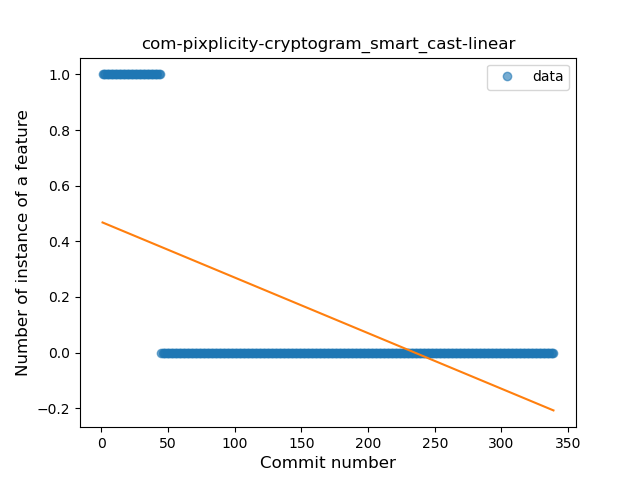 com-pixplicity-cryptogram_smart_cast-linear
data
Number of instance of a feature
1.0
0.8
0.6
0.4
0.2
0.0
−0.2
0 50 100 150 200 250 300 350
Commit number